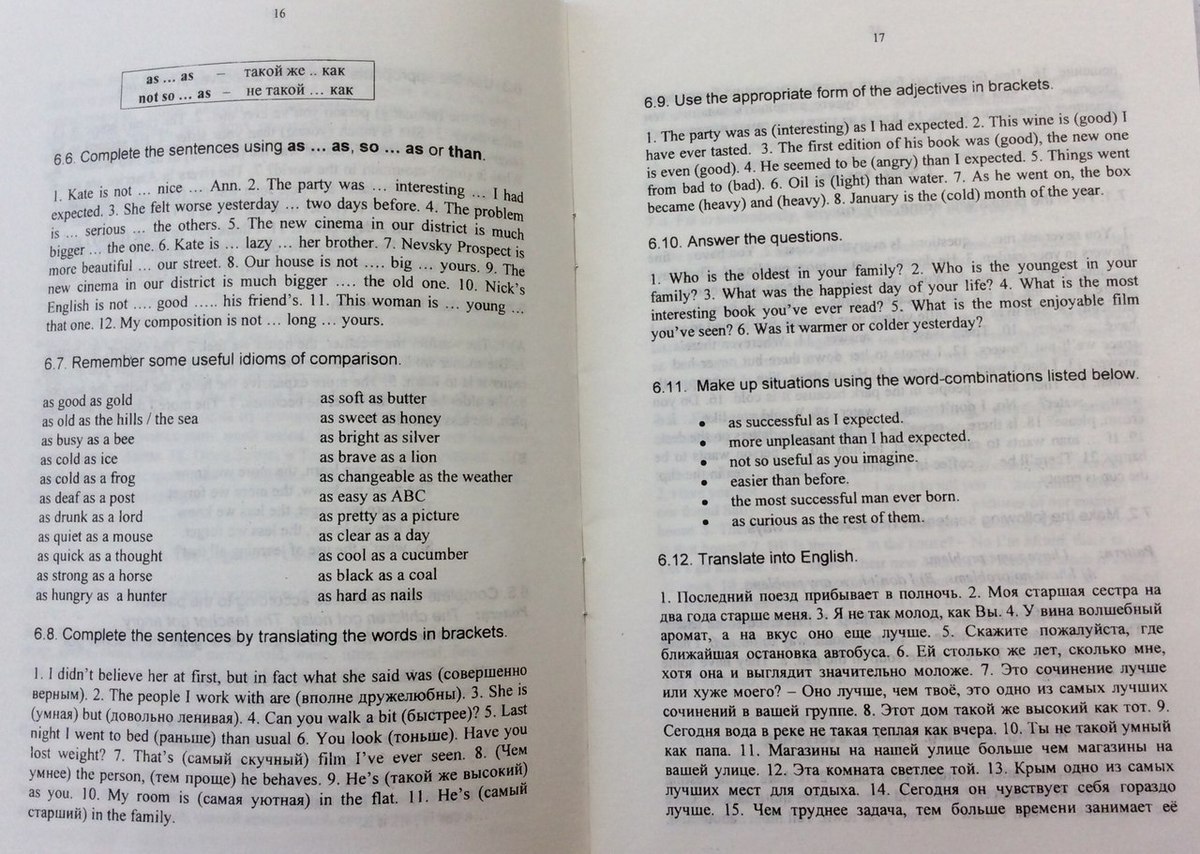 16
as ... as – такой же .. как
not so ... as – не такой ... как
6.6. Complete the sentences using as ... as, so ... as or than.
1. Kate is not ... nice ... Ann. 2. The party was ... interesting ... I had
expected. 3. She felt worse yesterday ... two days before. 4. The problem
is ... serious ... the others. 5. The new cinema in our district is much
bigger ... the one. 6. Kate is ... lazy ... her brother. 7. Nevsky Prospect is
more beautiful ... our street. 8. Our house is not .... big ... yours. 9. The
new cinema in our district is much bigger .... the old one. 10. Nick's
English is not .... good ..... his friend's. 11. This woman is ... young ...
that one. 12. My composition is not ... long ... yours.
6.7. Remember some useful idioms of comparison.
as good as gold
as old as the hills / the sea
as busy as a bee
as cold as ice
as cold as a frog
as deaf as a post
as drunk as a lord
as quiet as a mouse
as quick as a thought
as strong as a horse
as hungry as a hunter
as soft as butter
as sweet as honey
as bright as silver
as brave as a lion
as changeable as the weather
as easy as ABC
as pretty as a picture
as clear as a day
as cool as a cucumber
as black as a coal
as hard as nails
6.8. Complete the sentences by translating the words in brackets.
1. I didn't believe her at first, but in fact what she said was (совершенно
верным). 2. The people I work with are (вполне дружелюбны). 3. She is
(умная) but (довольно ленивая). 4. Can you walk a bit (быстрее)? 5. Last
night I went to bed (раньше) than usual 6. You look (тоньше). Have you
lost weight? 7. That's (самый скучный) film I've ever seen. 8. (Чем
умнее) the person, (тем проще) he behaves. 9. He's (такой же высокий)
as you. 10. My room is (самая уютная) in the flat. 11. He's (самый
старший) in the family.
17
6.9. Use the appropriate form of the adjectives in brackets.
1. The party was as (interesting) as I had expected. 2. This wine is (good) I
have ever tasted. 3. The first edition of his book was (good), the new one
is even (good). 4. He seemed to be (angry) than I expected. 5. Things went
from bad to (bad). 6. Oil is (light) than water. 7. As he went on, the box
became (heavy) and (heavy). 8. January is the (cold) month of the year.
6.10. Answer the questions.
1. Who is the oldest in your family? 2. Who is the youngest in your
family? 3. What was the happiest day of your life? 4. What is the most
interesting book you've ever read? 5. What is the most enjoyable film
you've seen? 6. Was it warmer or colder yesterday?
6.11. Make up situations using the word-combinations listed below.
• as successful as I expected.
• more unpleasant than I had expected.
• not so useful as you imagine.
• easier than before.
• the most successful man ever born.
• as curious as the rest of them.
6.12. Translate into English.
1. Последний поезд прибывает в полночь. 2. Моя старшая сестра на
два года старше меня. 3. Я не так молод, как Вы. 4. У вина волшебный
аромат, а на вкус оно еще лучше. 5. Скажите пожалуйста, где
ближайшая остановка автобуса. 6. Ей столько же лет, сколько мне,
хотя она и выглядит значительно моложе. 7. Это сочинение лучше
или хуже моего? – Оно лучше, чем твоё, это одно из самых лучших
сочинений в вашей группе. 8. Этот дом такой же высокий как тот. 9.
Сегодня вода в реке не такая теплая как вчера. 10. Ты не такой умный
как папа. 11. Магазины на нашей улице больше чем магазины на
вашей улице. 12. Эта комната светлее той. 13. Крым одно из самых
лучших мест для отдыха. 14. Сегодня он чувствует себя гораздо
лучше. 15. Чем труднее задача, тем больше времени занимает её